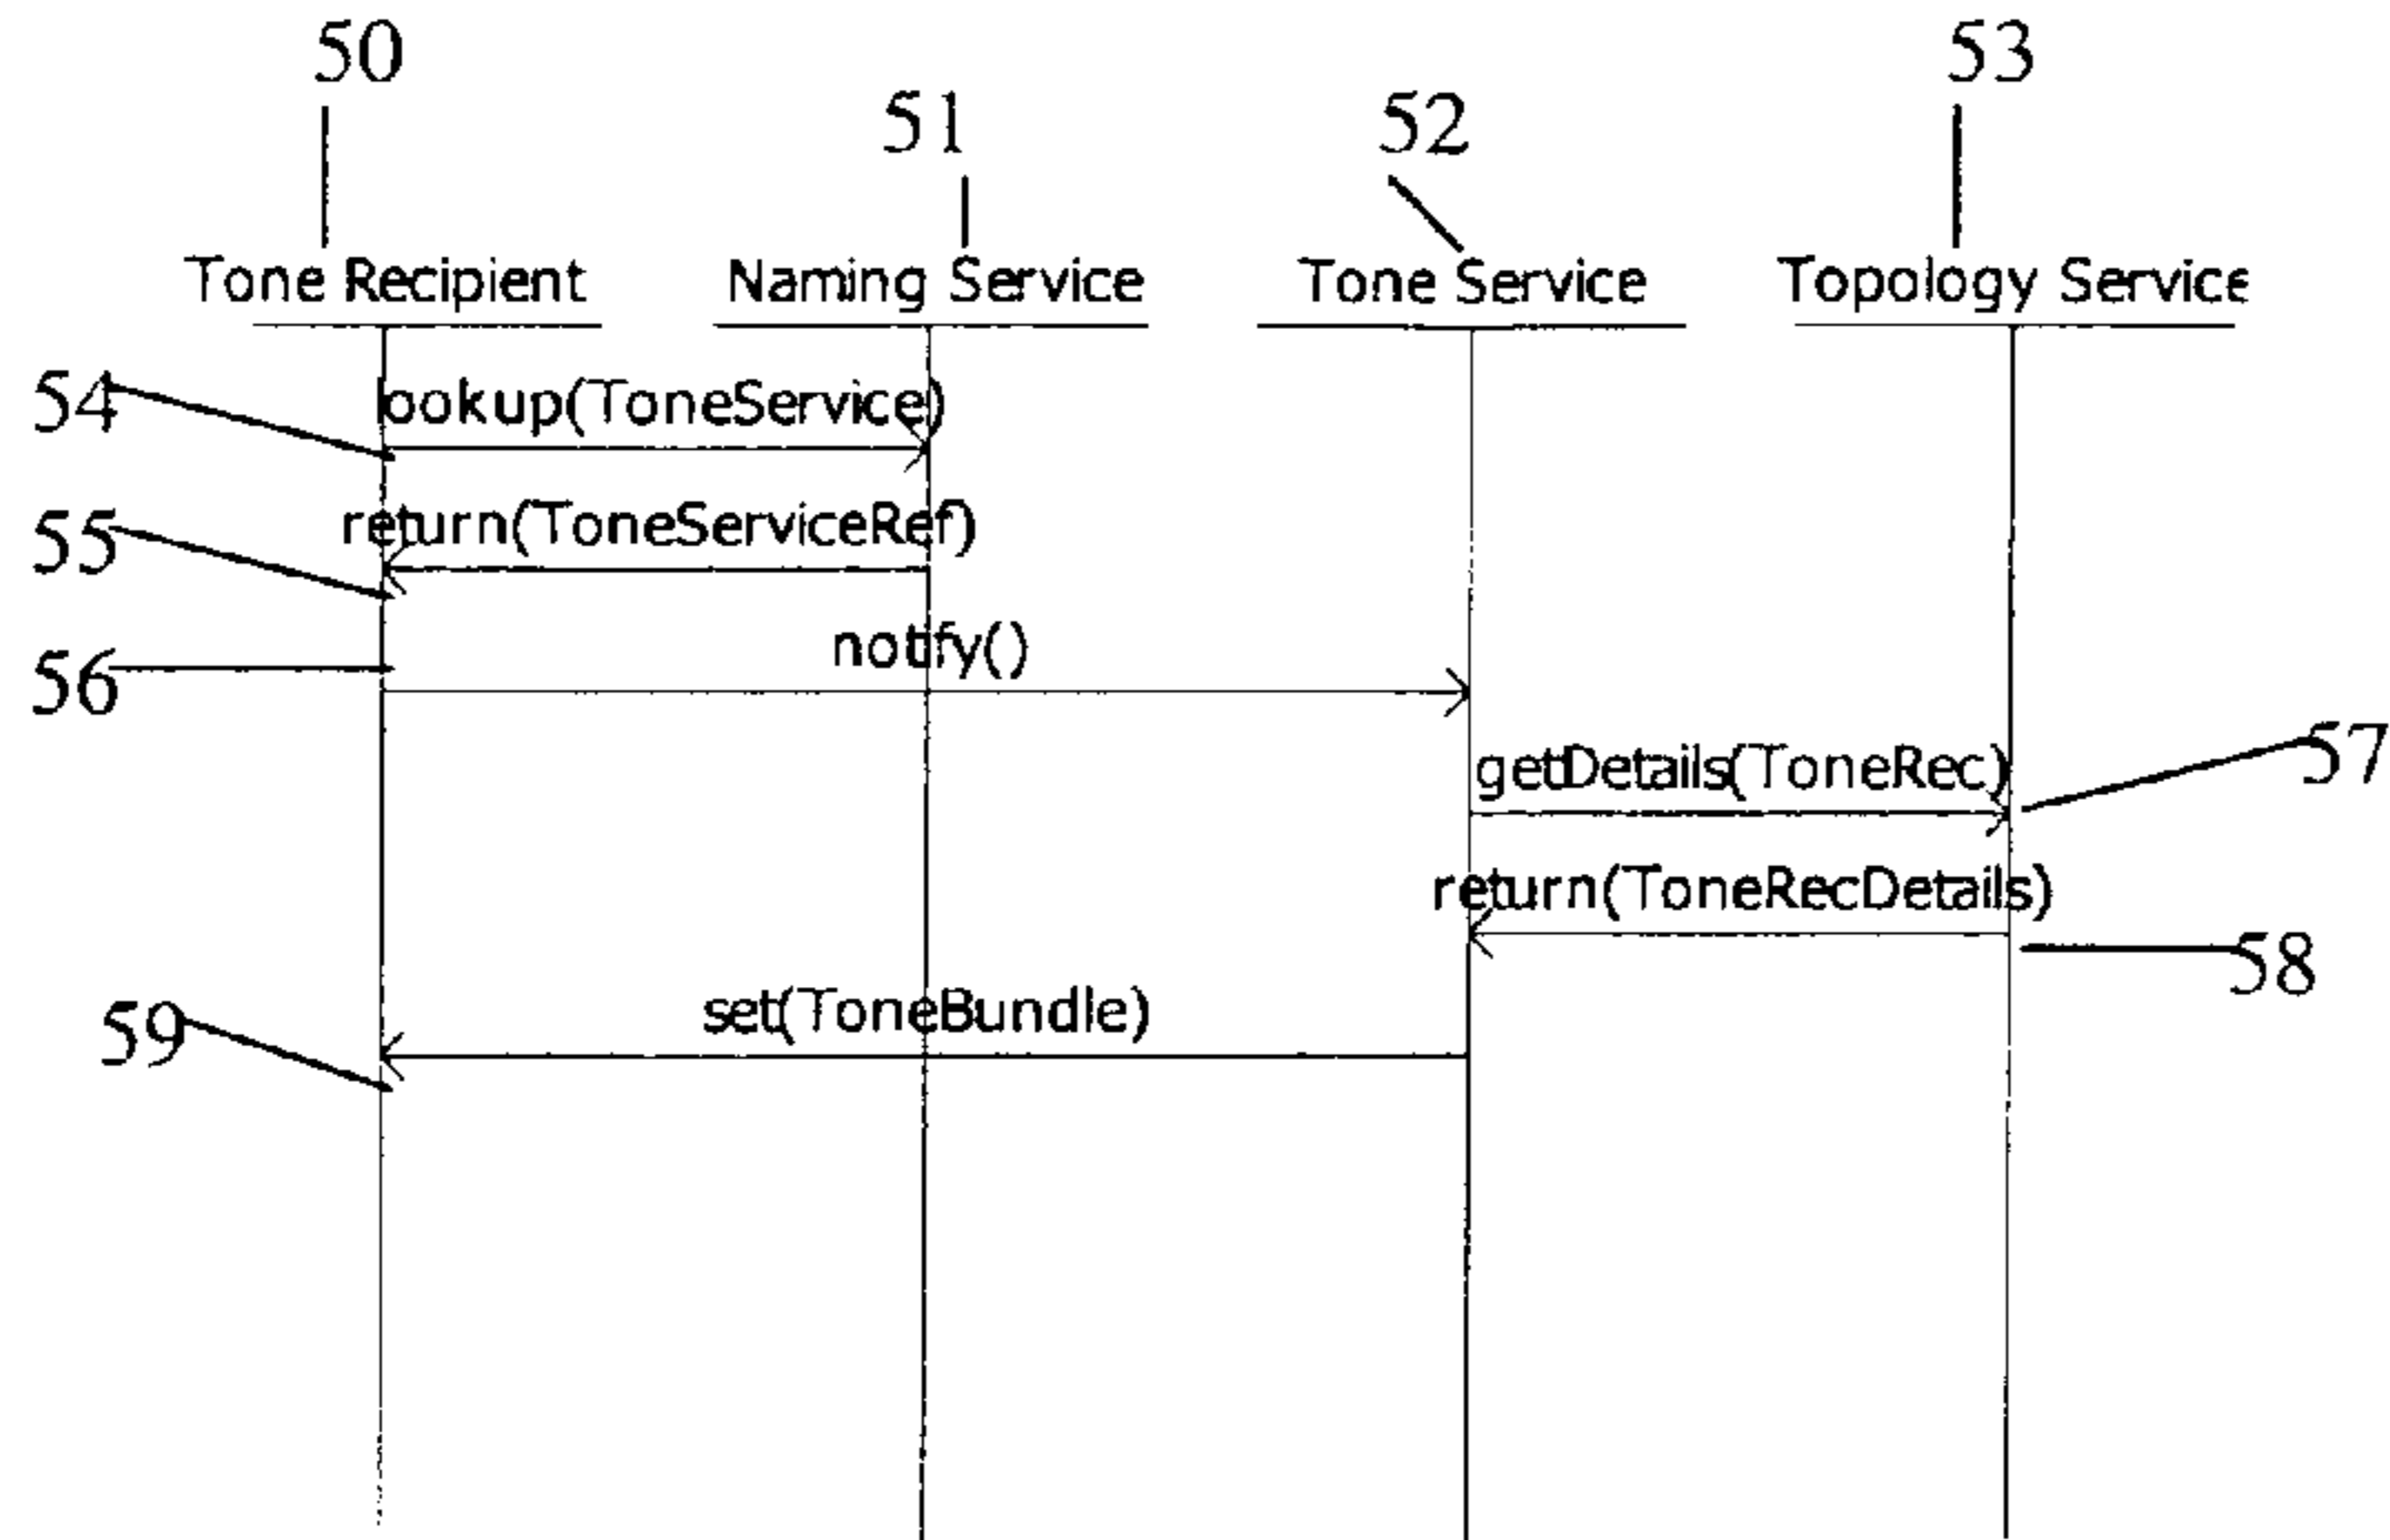 50
53
51
52
Tone Recipient
Naming Service
Tone Service
Topology Service
54
lookup(ToneService)
55
return(ToneServiceRef)
56
notify()
getDetails(ToneRec)
57
return(ToneRecDetails)
58
59
set(ToneBundle)